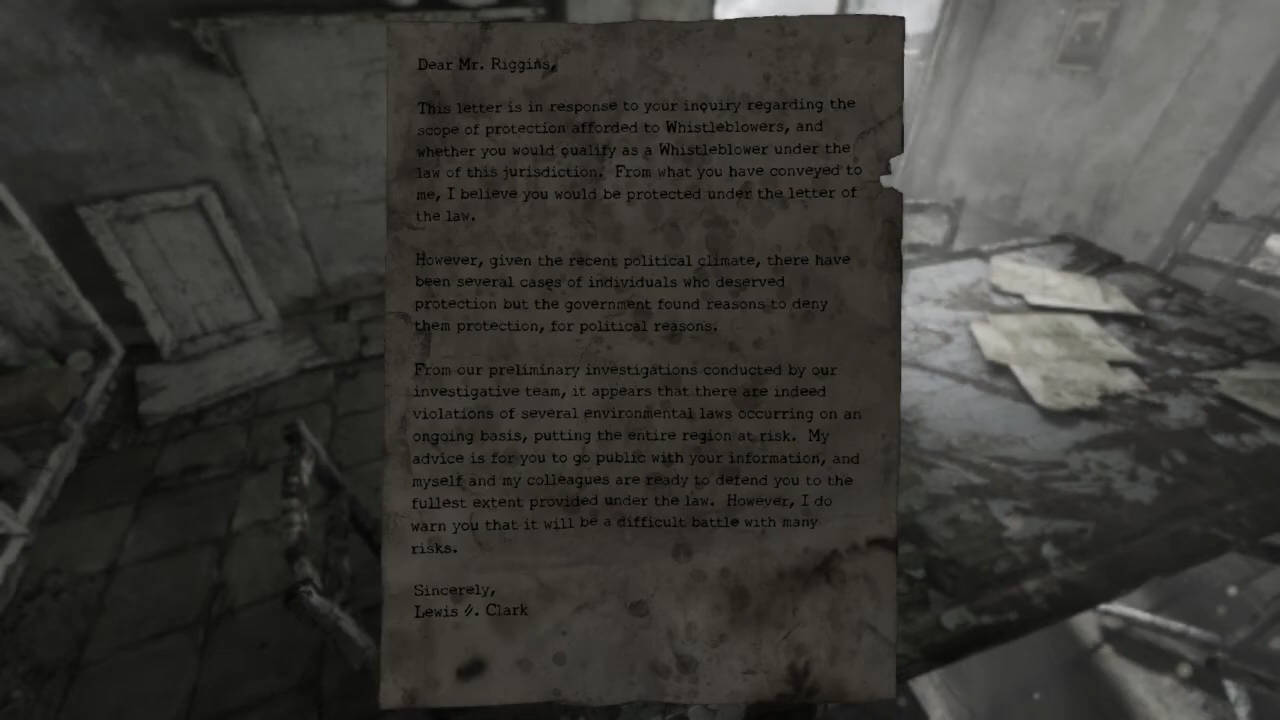 Dear Mr. Riggins,
This letter is in response to your inquiry regarding the
scope of protection afforded to Whistleblowers, and
whether you would qualify as a Whistleblower under the
law of this jurisdiction.  From what you have conveyed to
me, I believe you would be protected under the letter of
the law.
However, given the recent political climate, there have
been several cases of individuals who deserved
protection but the government found reasons to deny
them protection, for political reasons.
From our preliminary investigations conducted by our
investigative team, it appears that there are indeed
violations of several environmental laws occurring on an
ongoing basis, putting the entire region at risk.  My
advice is for you to go public with your information, and
myself and my colleagues are ready to defend you to the
fullest extent provided under the law.  However, I do
warn you that it will be a difficult battle with many
risks.
Sincerely,
Lewis Clark